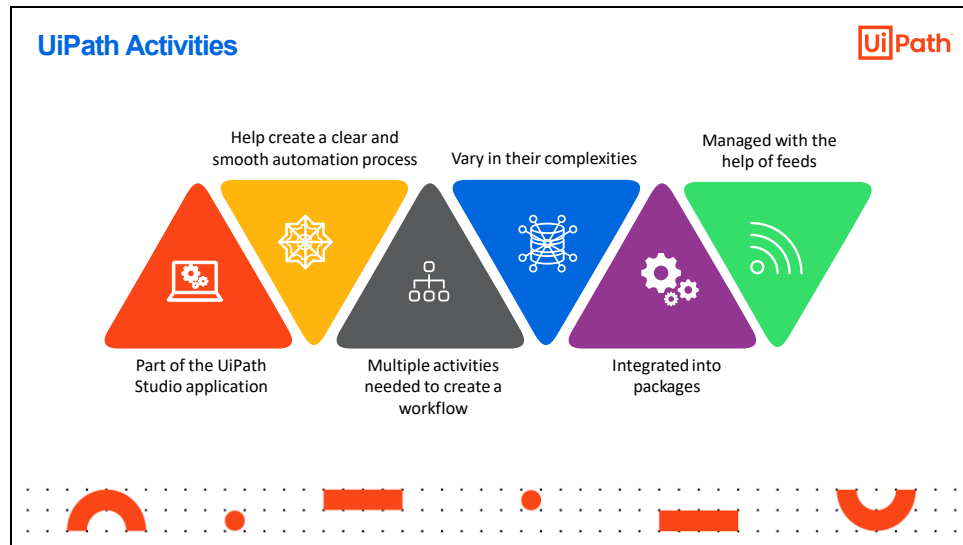 UiPath Activities
UiPath
Help create a clear and
smooth automation process
Vary in their complexities
Managed with the
help of feeds
Part of the UiPath
Studio application
Multiple activities
needed to create a
workflow
Integrated into
packages